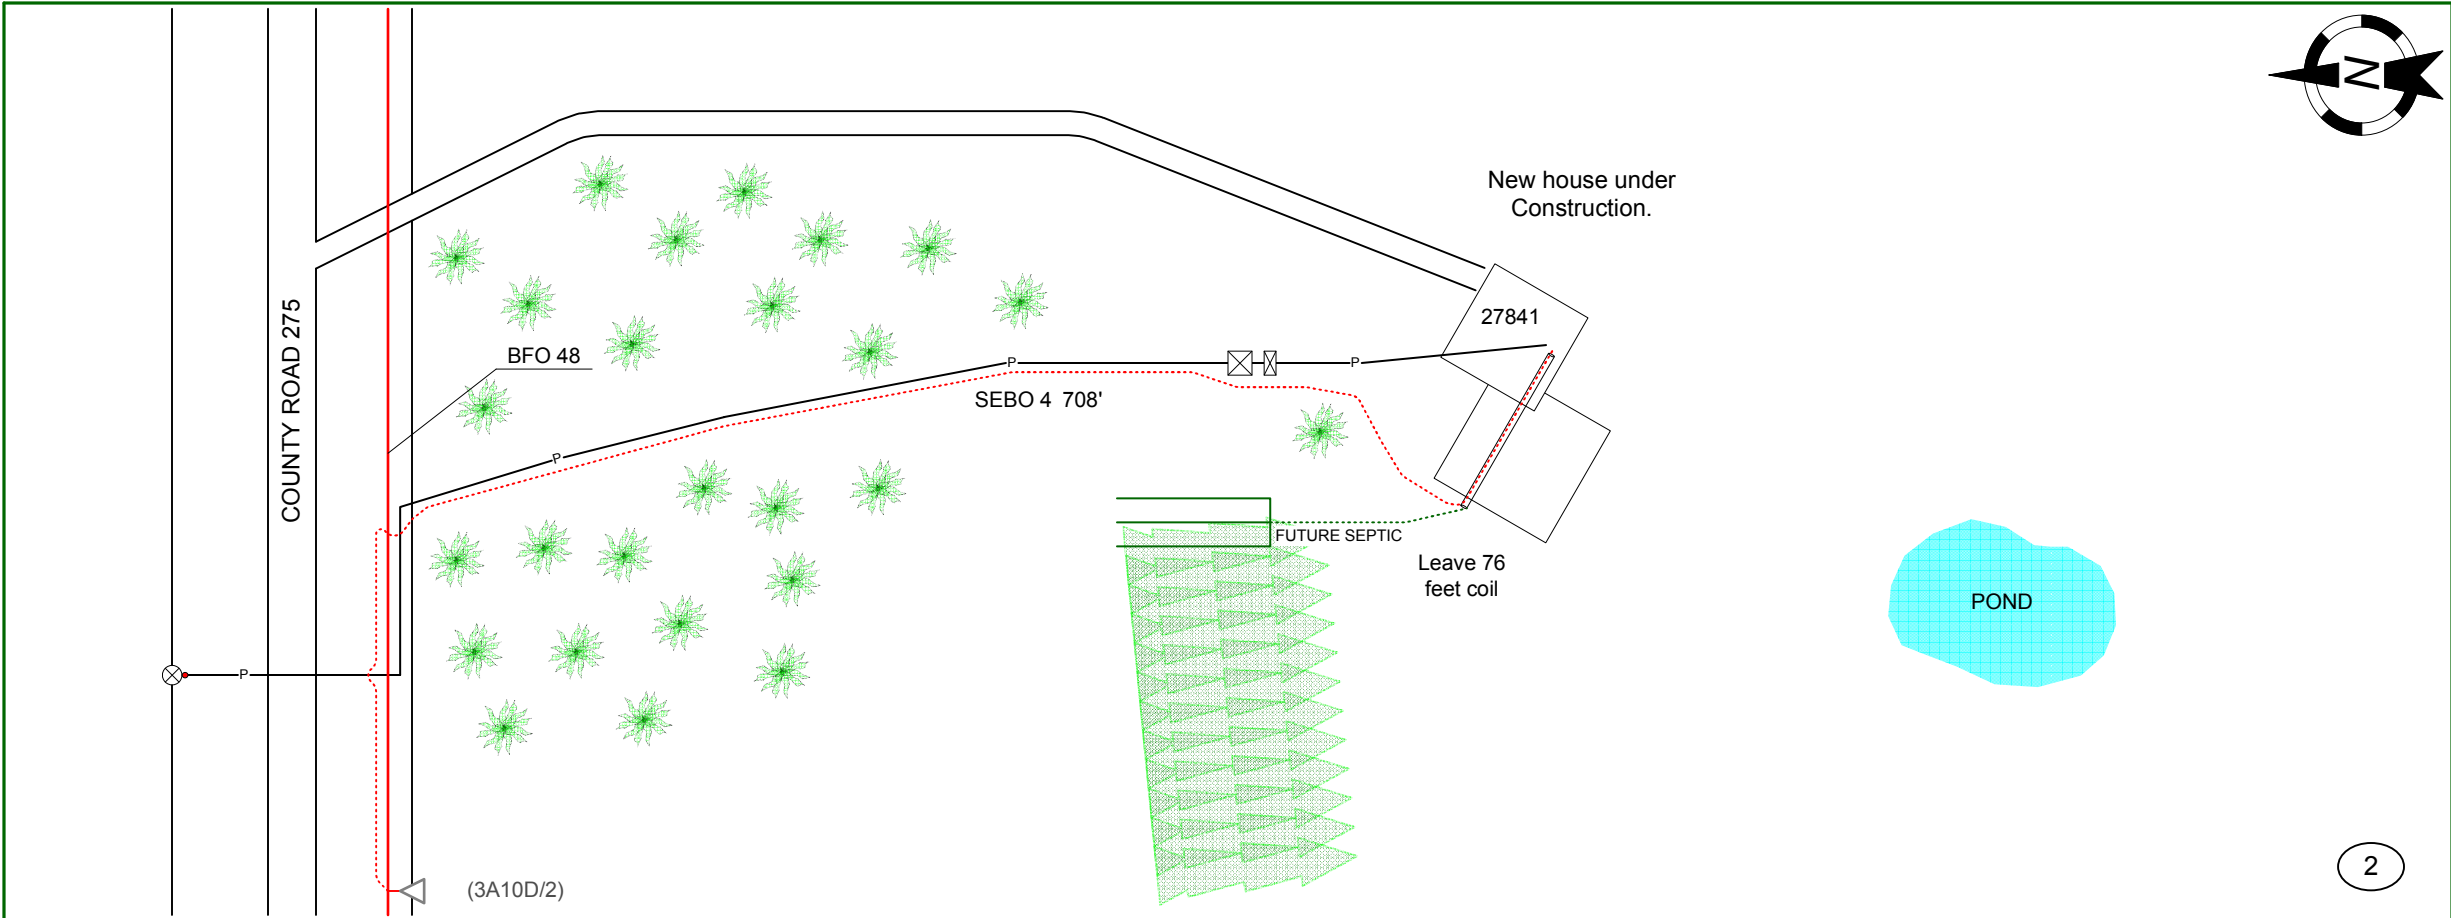 N
New house under
Construction.
27841
COUNTY ROAD 275
BFO 48
P
P
SEBO 4 708'
P
FUTURE SEPTIC
Leave 76
feet coil
POND
P
(3A10D/2)
2